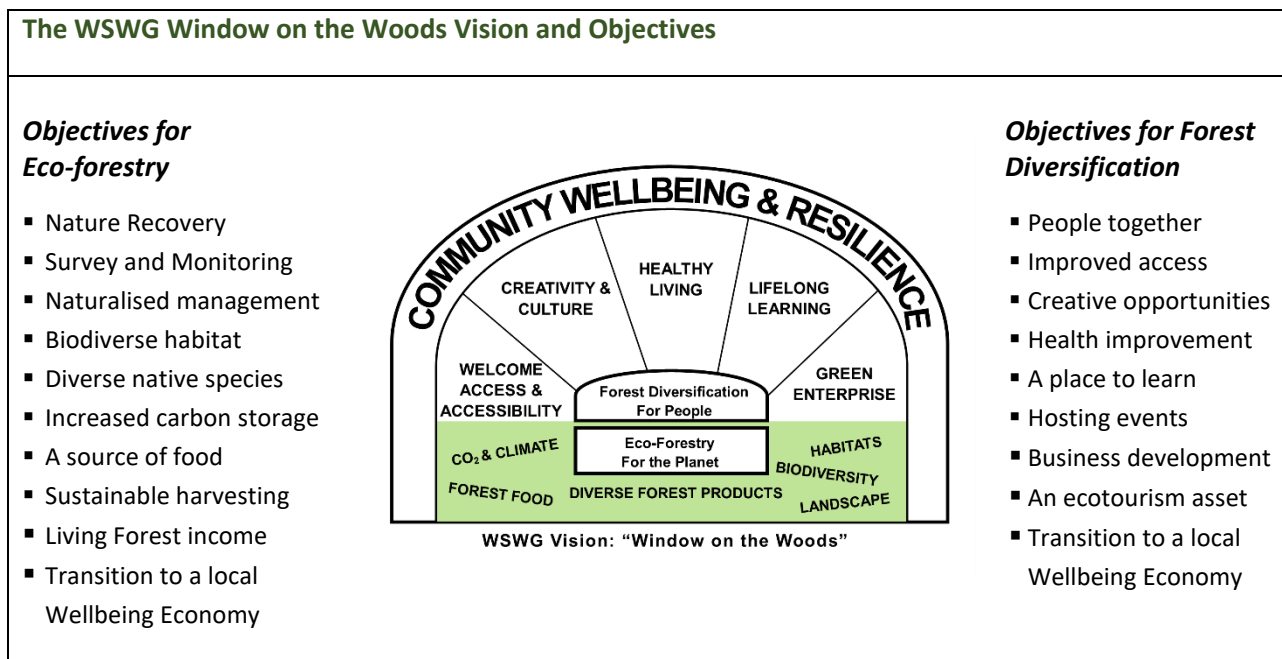 The WSWG Window on the Woods Vision and Objectives
Objectives for
Eco-forestry
▪ Nature Recovery
▪ Survey and Monitoring
▪ Naturalised management
▪ Biodiverse habitat
▪ Diverse native species
▪ Increased carbon storage
▪ A source of food
▪ Sustainable harvesting
▪ Living Forest income
▪ Transition to a local
Wellbeing Economy
COMMUNITY WELLBEING & RESILIENCE
WELCOME
ACCESS &
ACCESSIBILITY
CREATIVITY &
CULTURE
HEALTHY
LIVING
LIFELONG
LEARNING
GREEN
ENTERPRISE
Forest Diversification
For People
Eco-Forestry
For the Planet
CO₂ & CLIMATE
FOREST FOOD
DIVERSE FOREST PRODUCTS
HABITATS
BIODIVERSITY
LANDSCAPE
WSWG Vision: “Window on the Woods”
Objectives for Forest
Diversification
▪ People together
▪ Improved access
▪ Creative opportunities
▪ Health improvement
▪ A place to learn
▪ Hosting events
▪ Business development
▪ An ecotourism asset
▪ Transition to a local
Wellbeing Economy